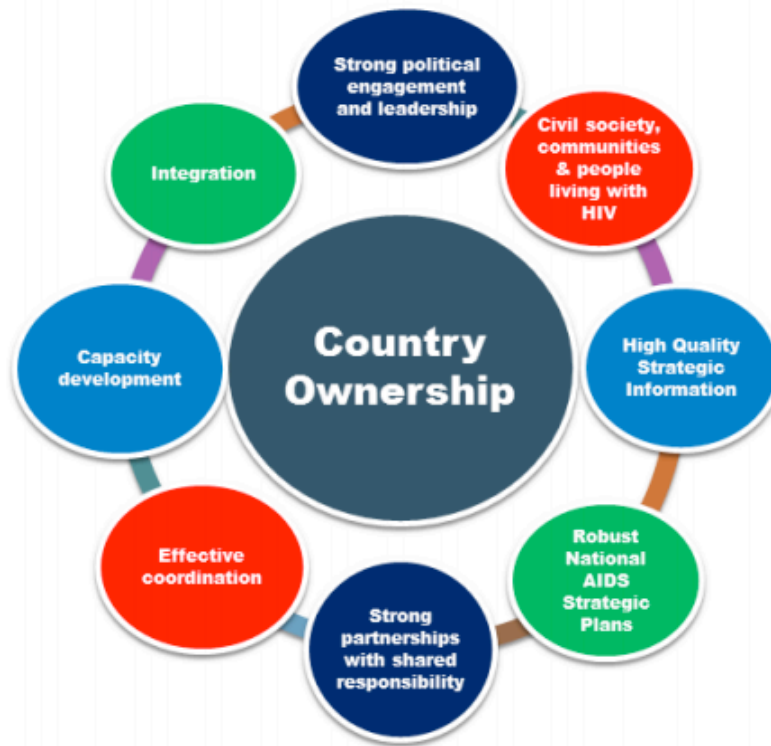 Strong political
engagement
and leadership
Civil society,
communities
& people
living with
HIV
High Quality
Strategic
Information
Robust
National
AIDS
Strategic
Plans
Strong
partnerships
with shared
responsibility
Effective
coordination
Capacity
development
Integration
Country
Ownership